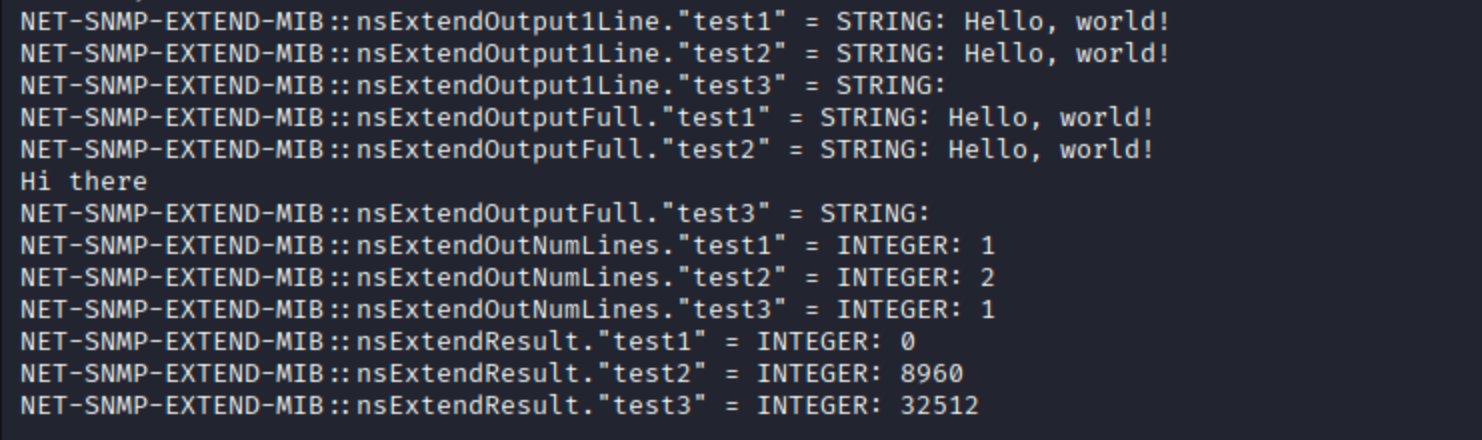 NET-SNMP-EXTEND-MIB::nsExtendOutput1Line."test1" = STRING: Hello, world!
NET-SNMP-EXTEND-MIB::nsExtendOutput1Line."test2" = STRING: Hello, world!
NET-SNMP-EXTEND-MIB::nsExtendOutput1Line."test3" = STRING:
NET-SNMP-EXTEND-MIB::nsExtendOutputFull."test1" = STRING: Hello, world!
NET-SNMP-EXTEND-MIB::nsExtendOutputFull."test2" = STRING: Hello, world!
Hi there
NET-SNMP-EXTEND-MIB::nsExtendOutputFull."test3" = STRING:
NET-SNMP-EXTEND-MIB::nsExtendOutNumLines."test1" = INTEGER: 1
NET-SNMP-EXTEND-MIB::nsExtendOutNumLines."test2" = INTEGER: 2
NET-SNMP-EXTEND-MIB::nsExtendOutNumLines."test3" = INTEGER: 1
NET-SNMP-EXTEND-MIB::nsExtendResult."test1" = INTEGER: 0
NET-SNMP-EXTEND-MIB::nsExtendResult."test2" = INTEGER: 8960
NET-SNMP-EXTEND-MIB::nsExtendResult."test3" = INTEGER: 32512